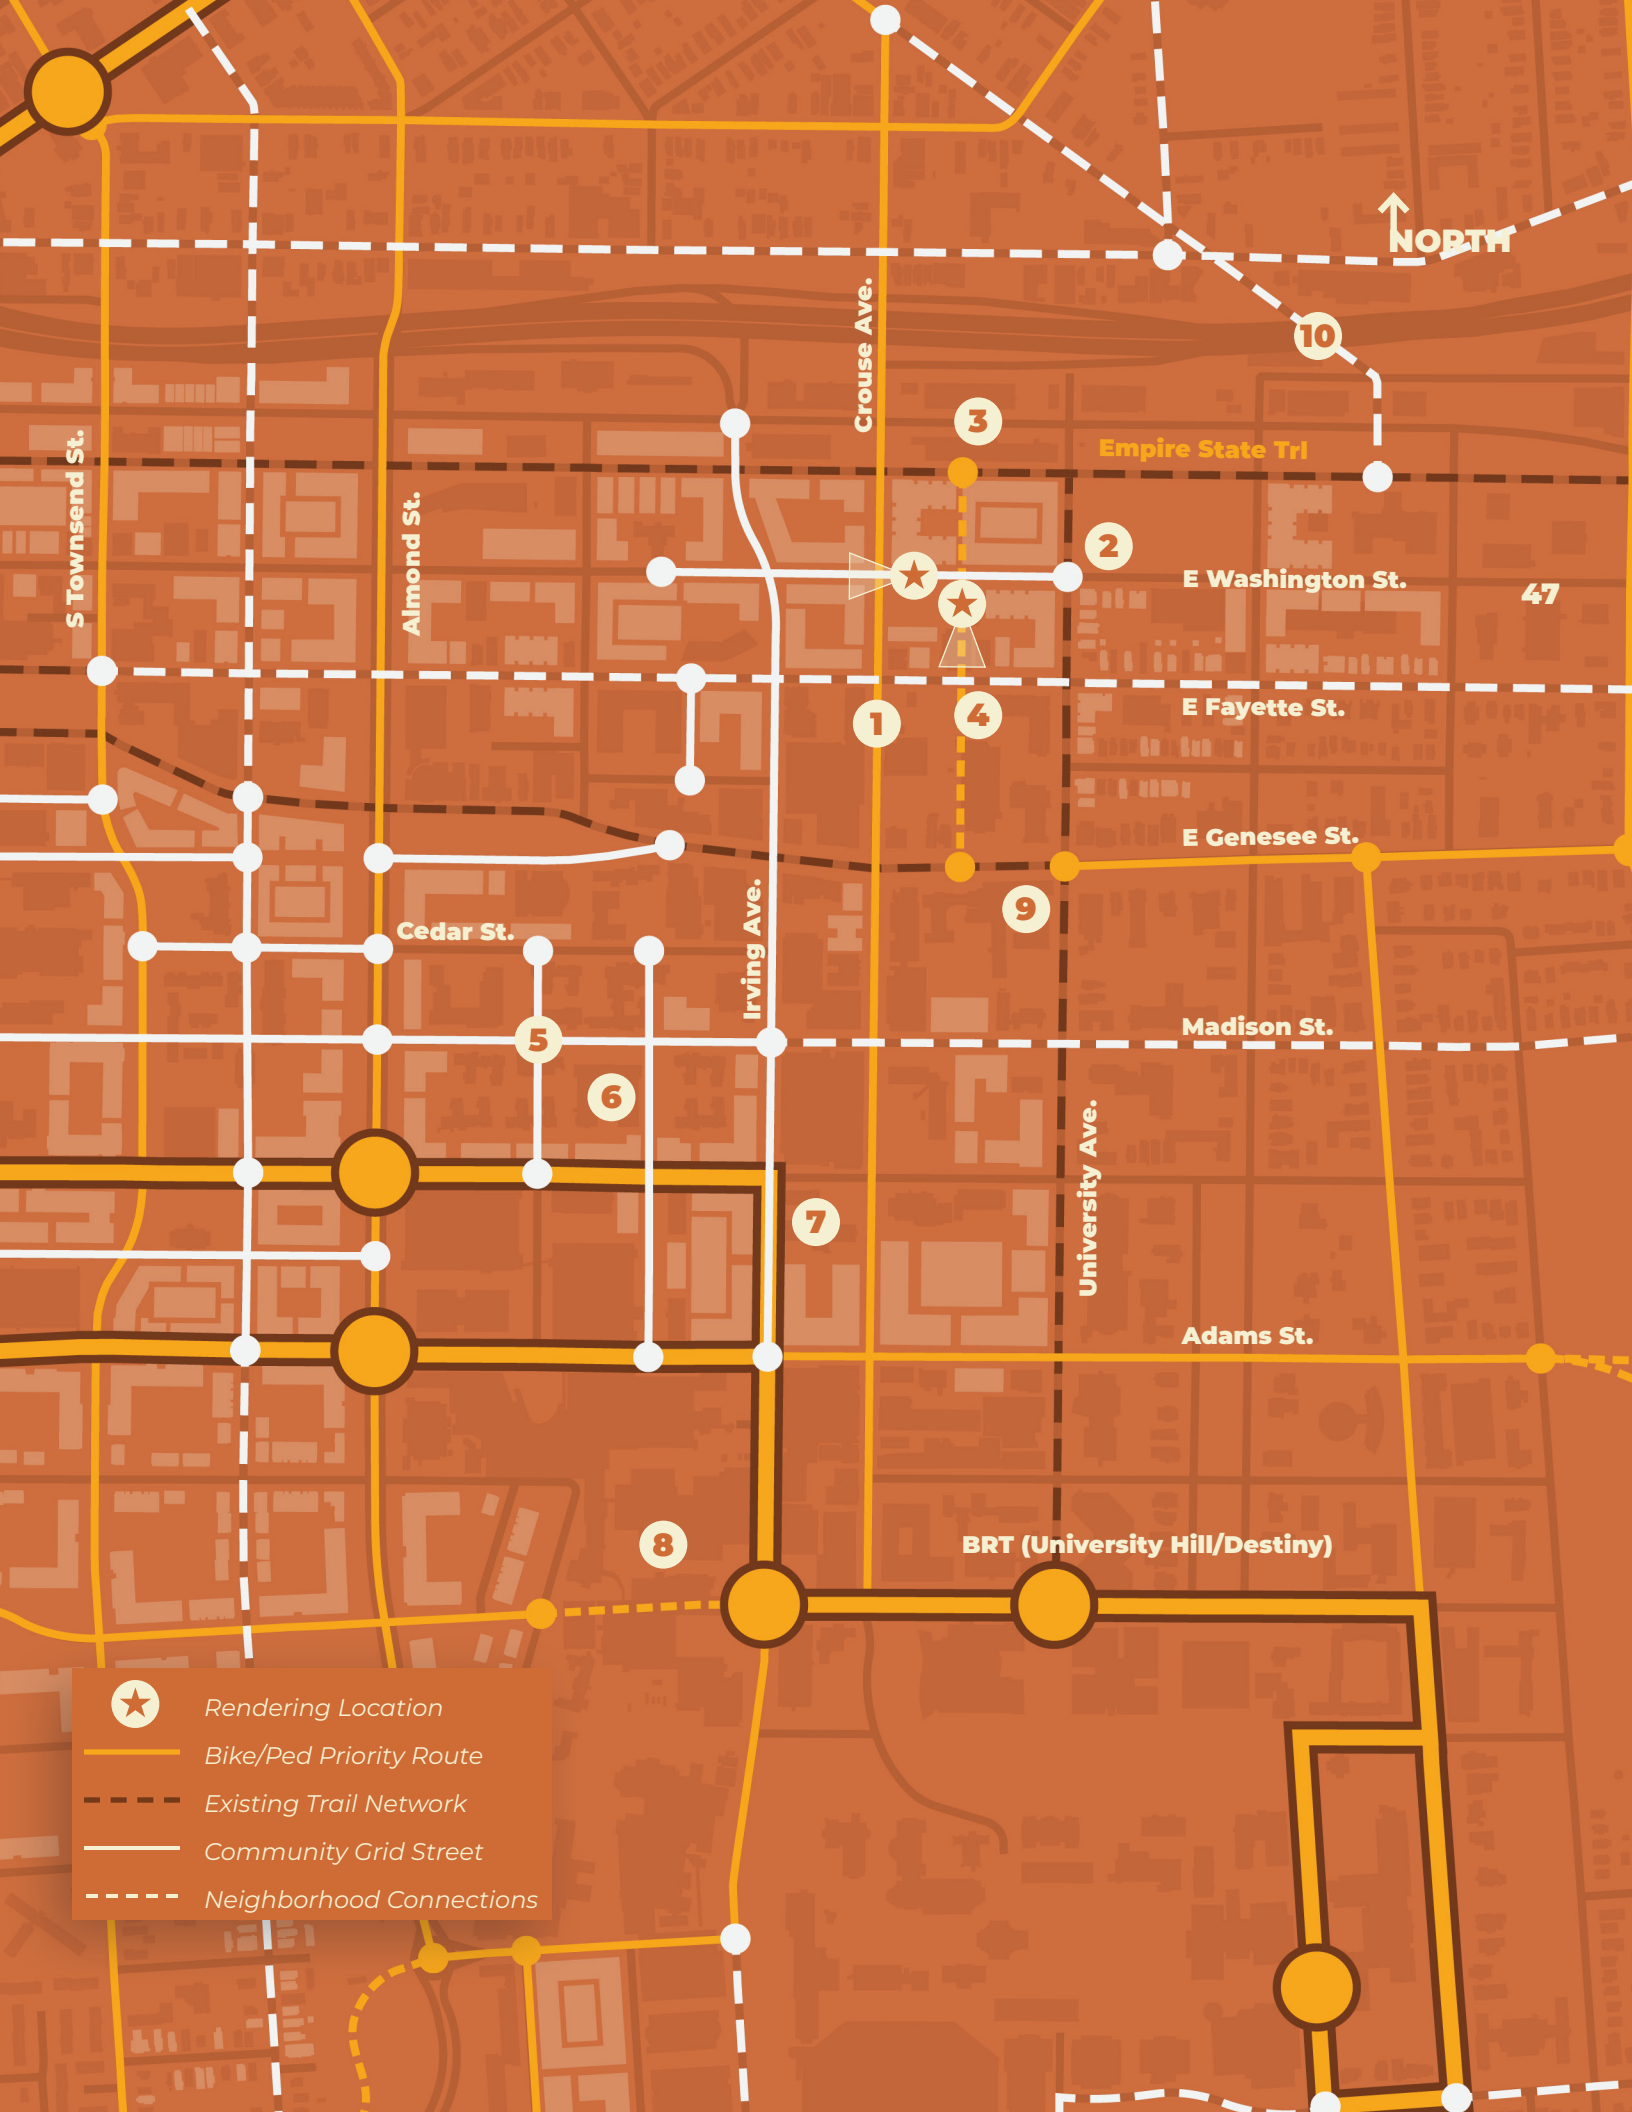 NORTH
10
Crouse Ave.
3
Empire State Trl
S Townsend St.
Almond St.
2
E Washington St.
47
E Fayette St.
1
4
E Genesee St.
9
Cedar St.
Irving Ave.
Madison St.
5
6
University Ave.
7
Adams St.
8
BRT (University Hill/Destiny)
Rendering Location
Bike/Ped Priority Route
Existing Trail Network
Community Grid Street
Neighborhood Connections